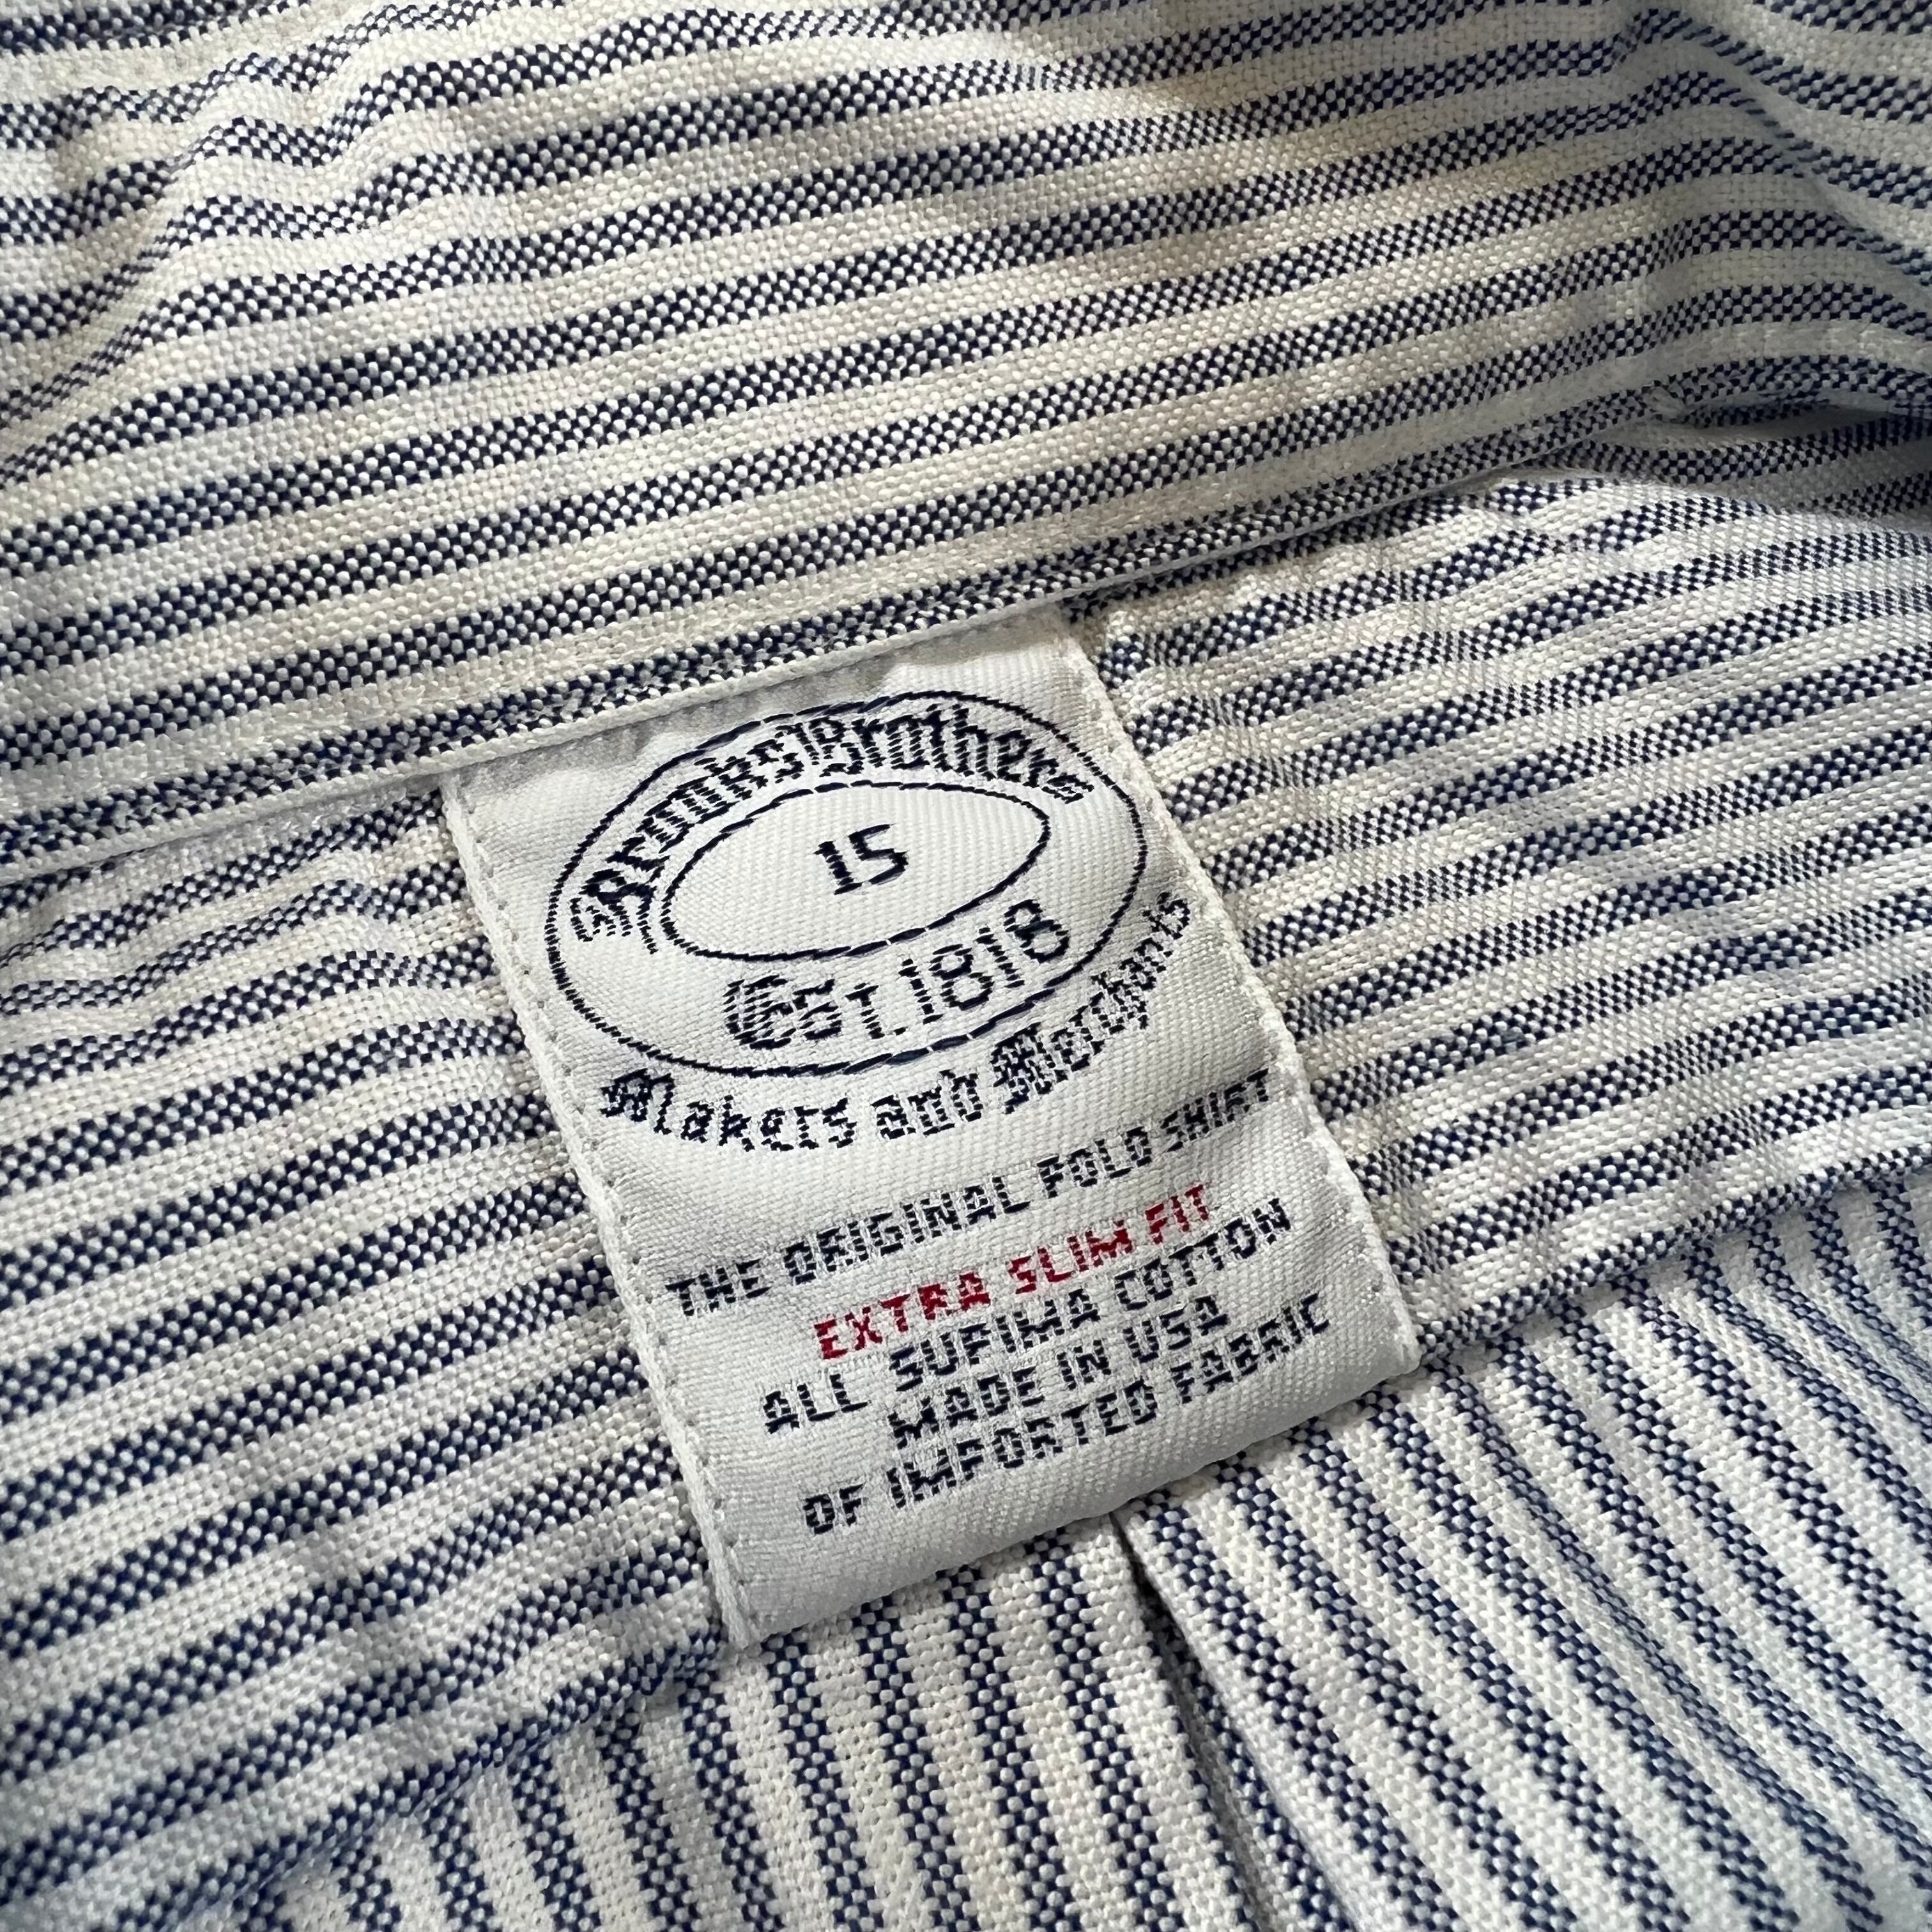 Brooks Brothers
15
EST. 1818
Makers and Merchants
THE ORIGINAL POLO SHIRT
EXTRA SLIM FIT
ALL SUPIMA COTTON
MADE IN USA
OF IMPORTED FABRIC